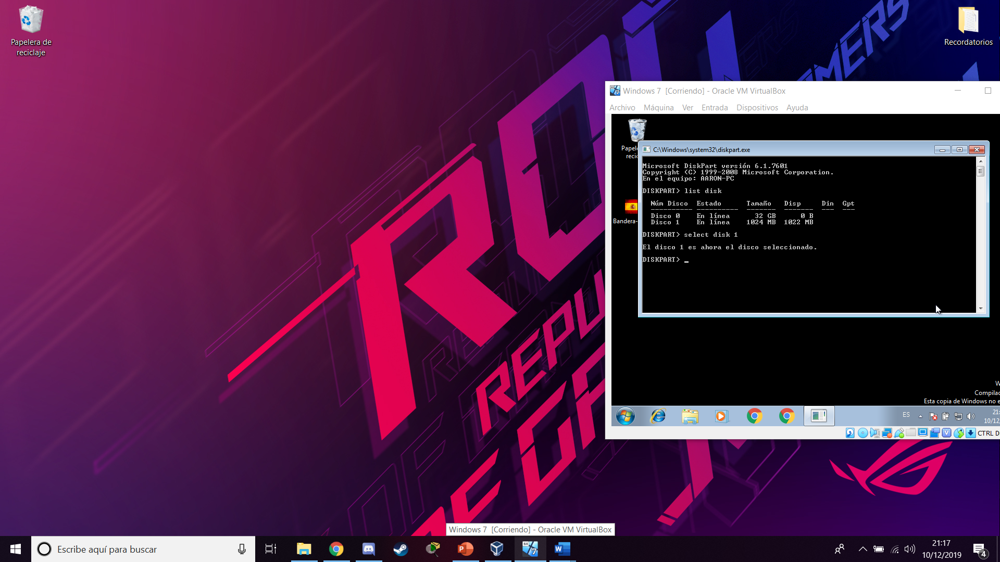 Papelera de
reciclaje
Recordatorios
Windows 7 [Corriendo] - Oracle VM VirtualBox
Archivo Máquina Ver Entrada Dispositivos Ayuda
Papel
reci
Bandera-
C:\Windows\system32\diskpart.exe
Microsoft DiskPart versión 6.1.7601
Copyright (C) 1999-2008 Microsoft Corporation.
En el equipo: AARON-PC
DISKPART> list disk
Núm Disco Estado Tamaño Disp Din Gpt
---------- ---------- ------- ------- --- ---
Disco 0 En línea 32 GB 0 B
Disco 1 En línea 1024 MB 1022 MB
DISKPART> select disk 1
El disco 1 es ahora el disco seleccionado.
DISKPART> _
W
Compilac
Esta copia de Windows no e
ES
21:
10/12
CTRL D
REPU
OF GA
Windows 7 [Corriendo] - Oracle VM VirtualBox
Escribe aquí para buscar
21:17
10/12/2019
4